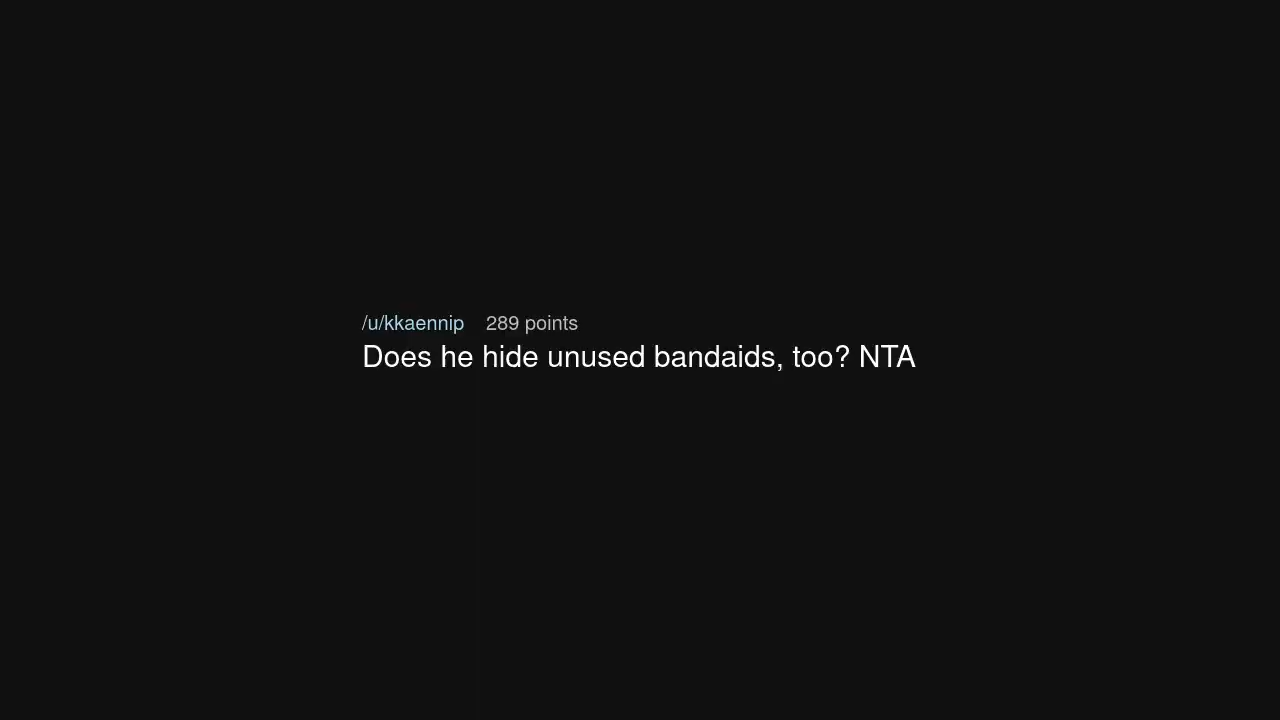 /u/kkaennip 289 points
Does he hide unused bandaids, too? NTA